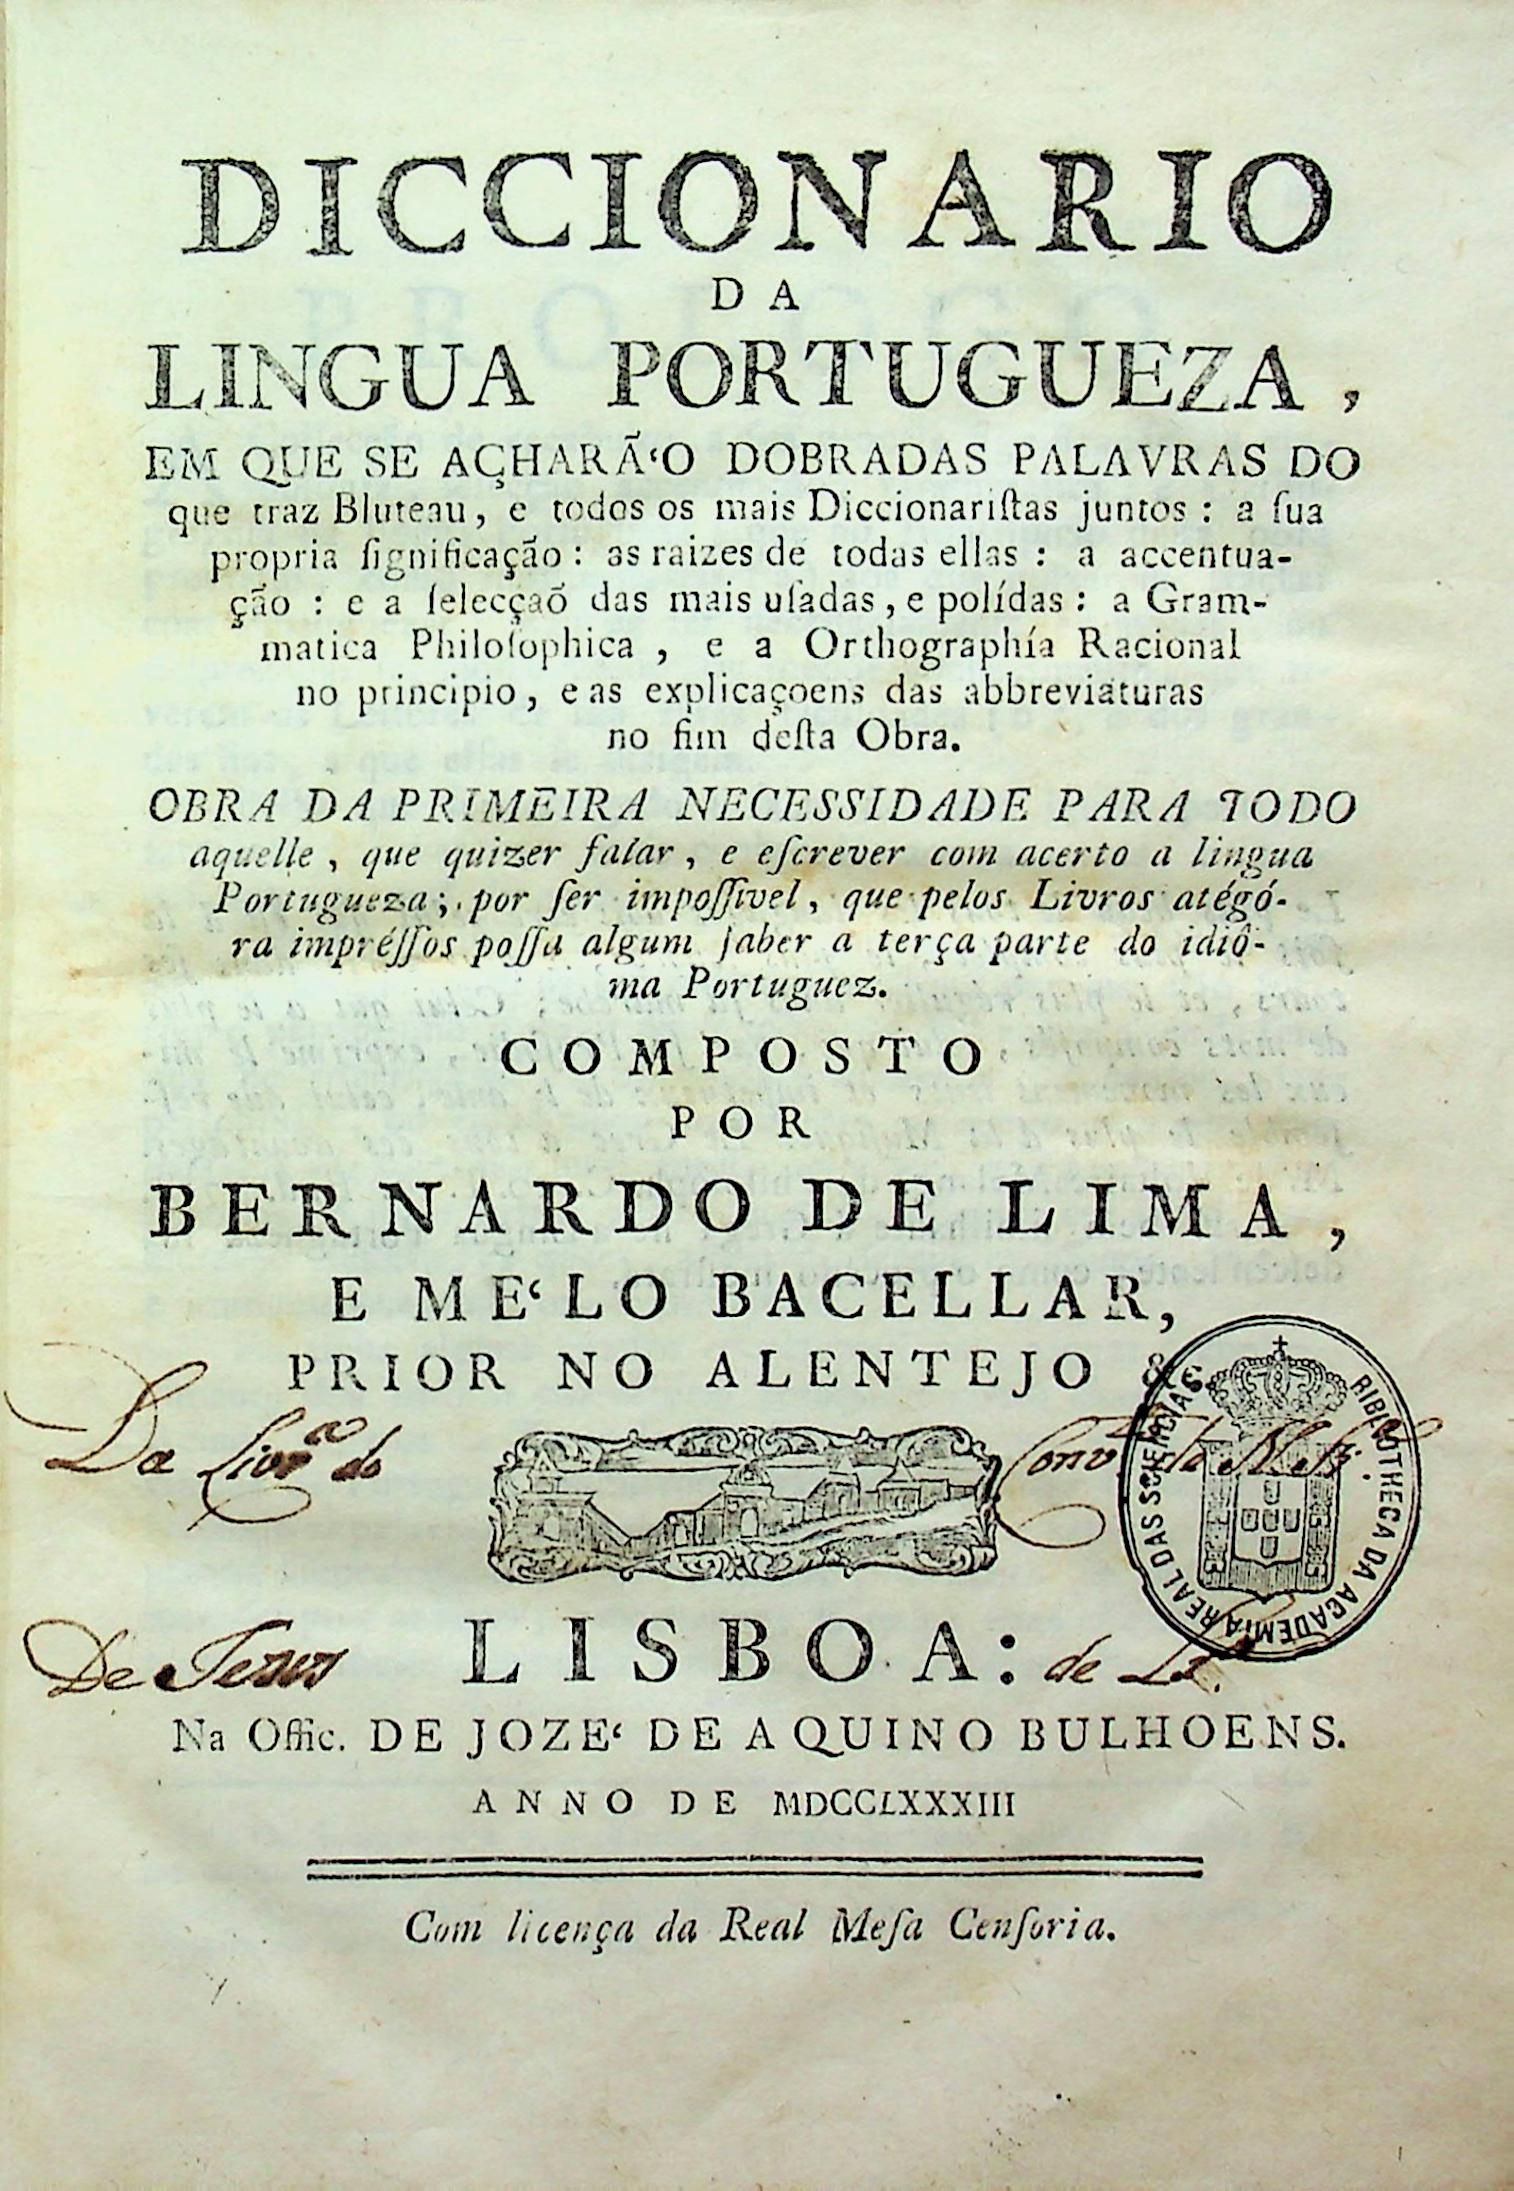 DICCIONARIO
DA
LINGUA PORTUGUEZA,
EM QUE SE AÇHARÃ‘O DOBRADAS PALAVRAS DO
que traz Bluteau, e todos os mais Diccionariſtas juntos: a ſua
propria ſignificação: as raizes de todas ellas: a accentua-
ção: e a ſelecçaõ das mais uſadas, e polídas: a Gram-
matica Philoſophica, e a Orthographía Racional
no principio, e as explicaçoens das abbreviaturas
no fim deſta Obra.
OBRA DA PRIMEIRA NECESSIDADE PARA TODO
aquelle, que quizer falar, e eſcrever com acerto a lingua
Portugueza; por ſer impoſſivel, que pelos Livros atégó-
ra impréſſos poſſa algum ſaber a terça parte do idiô-
ma Portuguez.
COMPOSTO
POR
BERNARDO DE LIMA,
E ME‘LO BACELLAR,
PRIOR NO ALENTEJO &c.
Da Livrª do Convto de N. Sr.
BIBLIOTHECA DA ACADEMIA REAL DAS SCIENCIAS
De Jesus de Lx.
LISBOA:
Na Offic. DE JOZE‘ DE AQUINO BULHOENS.
ANNO DE MDCCLXXXIII
Com licença da Real Meſa Cenſoria.